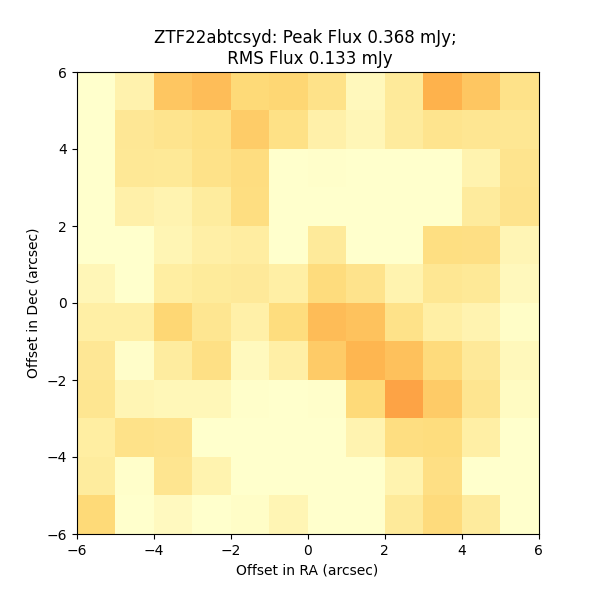 ZTF22abtcsyd: Peak Flux 0.368 mJy;
RMS Flux 0.133 mJy
6
4
2
0
−2
−4
−6
Offset in Dec (arcsec)
−6 −4 −2 0 2 4 6
Offset in RA (arcsec)